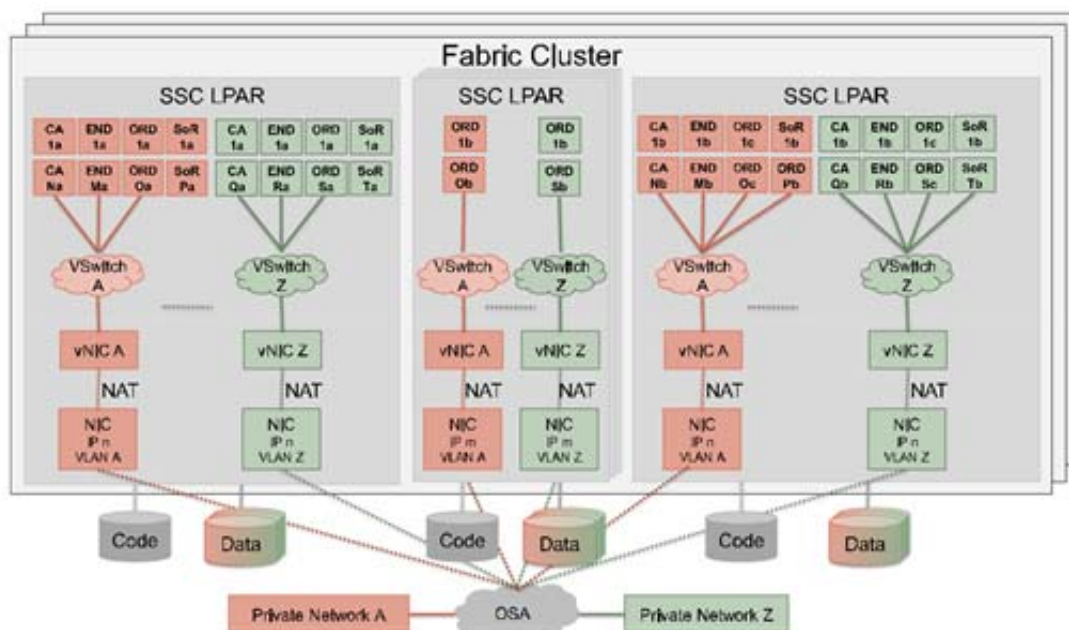 Fabric Cluster
SSC LPAR
CA 1a
END 1a
ORD 1a
SoR 1a
CA 1a
END 1a
ORD 1a
SoR 1a
CA Na
END Ma
ORD Oa
SoR Pa
CA Qa
END Ra
ORD Sa
SoR Ta
VSwitch A
VSwitch Z
vNIC A
vNIC Z
NAT
NAT
NIC
IP n
VLAN A
NIC
IP n
VLAN Z
SSC LPAR
ORD 1b
ORD 1b
ORD Ob
ORD Sb
VSwitch A
VSwitch Z
vNIC A
vNIC Z
NAT
NAT
NIC
IP m
VLAN A
NIC
IP m
VLAN Z
SSC LPAR
CA 1b
END 1b
ORD 1c
SoR 1b
CA 1b
END 1b
ORD 1c
SoR 1b
CA Nb
END Mb
ORD Oc
ORD Pb
CA Qb
END Rb
ORD Sc
SoR Tb
VSwitch A
VSwitch Z
vNIC A
vNIC Z
NAT
NAT
NIC
IP n
VLAN A
NIC
IP n
VLAN Z
Code
Data
Code
Data
Code
Data
Private Network A
OSA
Private Network Z